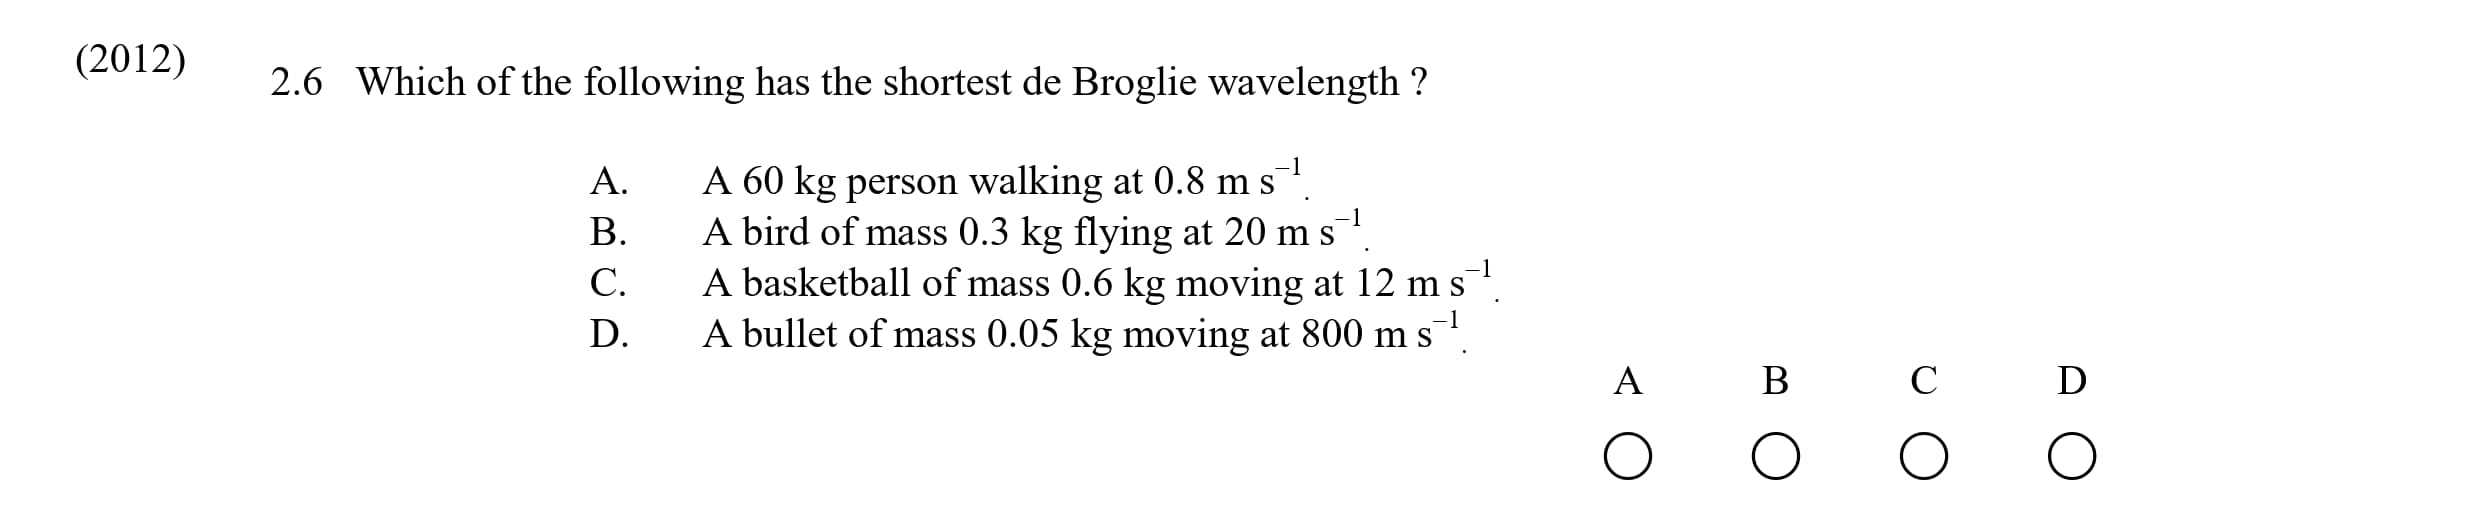 (2012)
2.6 Which of the following has the shortest de Broglie wavelength ?
A. A 60 kg person walking at 0.8 m s⁻¹.
B. A bird of mass 0.3 kg flying at 20 m s⁻¹.
C. A basketball of mass 0.6 kg moving at 12 m s⁻¹.
D. A bullet of mass 0.05 kg moving at 800 m s⁻¹.
A B C D